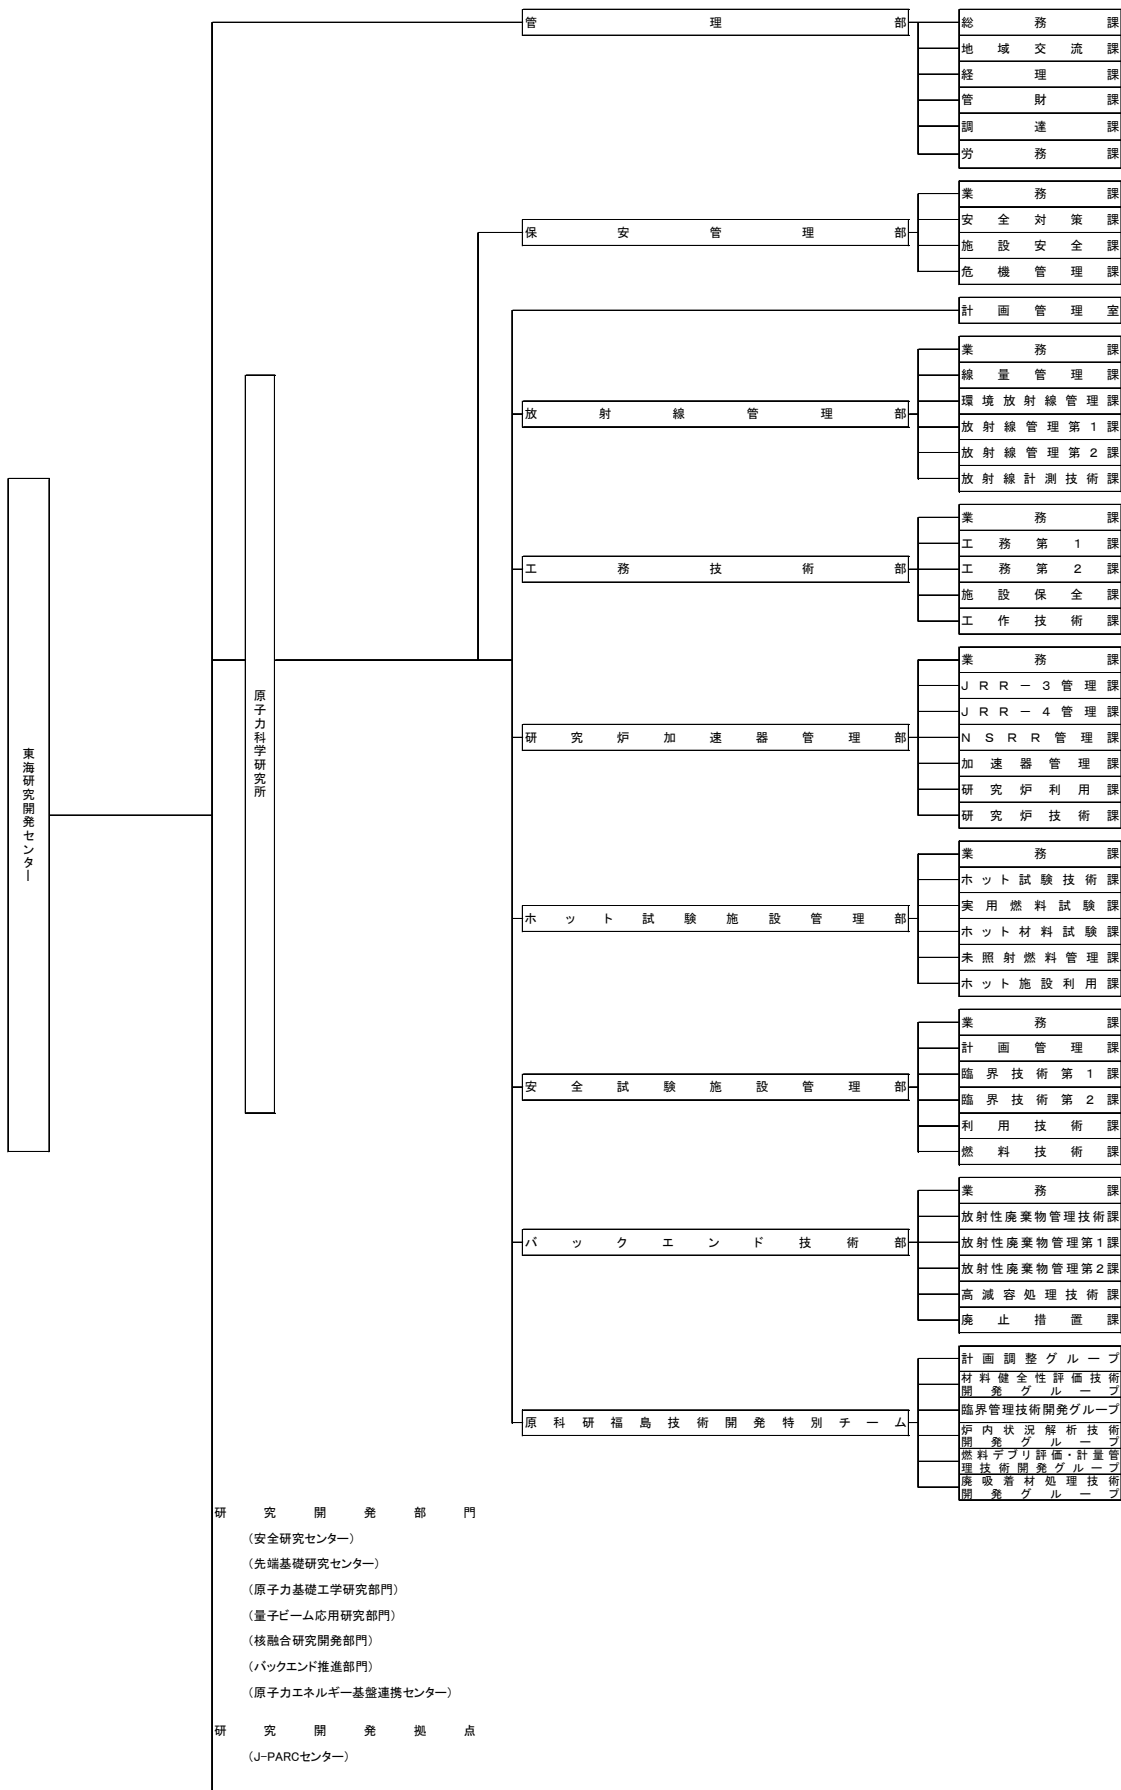 東海研究開発センター
原子力科学研究所
管理部
総務課
地域交流課
経理課
管財課
調達課
労務課
保安管理部
業務課
安全対策課
施設安全課
危機管理課
計画管理室
放射線管理部
業務課
線量管理課
環境放射線管理課
放射線管理第1課
放射線管理第2課
放射線計測技術課
工務技術部
業務課
工務第1課
工務第2課
施設保全課
工作技術課
研究炉加速器管理部
業務課
JRR-3管理課
JRR-4管理課
NSRR管理課
加速器管理課
研究炉利用課
研究炉技術課
ホット試験施設管理部
業務課
ホット試験技術課
実用燃料試験課
ホット材料試験課
未照射燃料管理課
ホット施設利用課
安全試験施設管理部
業務課
計画管理課
臨界技術第1課
臨界技術第2課
利用技術課
燃料技術課
バックエンド技術部
業務課
放射性廃棄物管理技術課
放射性廃棄物管理第1課
放射性廃棄物管理第2課
高減容処理技術課
廃止措置課
原科研福島技術開発特別チーム
計画調整グループ
材料健全性評価技術
開発グループ
臨界管理技術開発グループ
炉内状況解析技術
開発グループ
燃料デブリ評価・計量管
理技術開発グループ
廃吸着材処理技術
開発グループ
研究開発部門
(安全研究センター)
(先端基礎研究センター)
(原子力基礎工学研究部門)
(量子ビーム応用研究部門)
(核融合研究開発部門)
(バックエンド推進部門)
(原子力エネルギー基盤連携センター)
研究開発拠点
(J-PARCセンター)